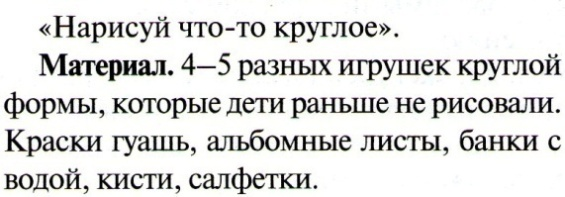 «Нарисуй что-то круглое».
Материал. 4–5 разных игрушек круглой
формы, которые дети раньше не рисовали.
Краски гуашь, альбомные листы, банки с
водой, кисти, салфетки.